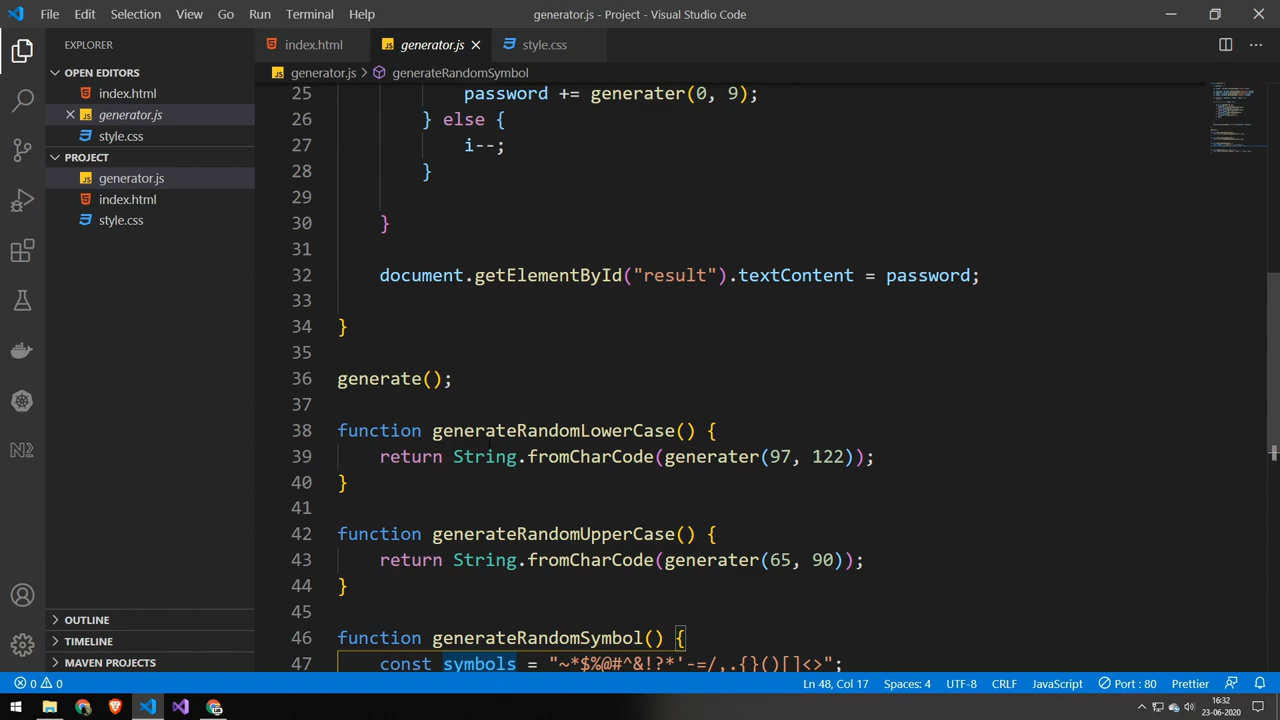 File Edit Selection View Go Run Terminal Help generator.js - Project - Visual Studio Code
EXPLORER
OPEN EDITORS
index.html
generator.js
style.css
PROJECT
generator.js
index.html
style.css
OUTLINE
TIMELINE
MAVEN PROJECTS
index.html generator.js style.css
generator.js > generateRandomSymbol
25 password += generater(0, 9);
26 } else {
27 i--;
28 }
29
30 }
31
32 document.getElementById("result").textContent = password;
33
34 }
35
36 generate();
37
38 function generateRandomLowerCase() {
39 return String.fromCharCode(generater(97, 122));
40 }
41
42 function generateRandomUpperCase() {
43 return String.fromCharCode(generater(65, 90));
44 }
45
46 function generateRandomSymbol() {
47 const symbols = "~*$%@#^&!?*'-=/,.{}()[]<>";
0 0 Ln 48, Col 17 Spaces: 4 UTF-8 CRLF JavaScript Port : 80 Prettier
16:32
23-06-2020